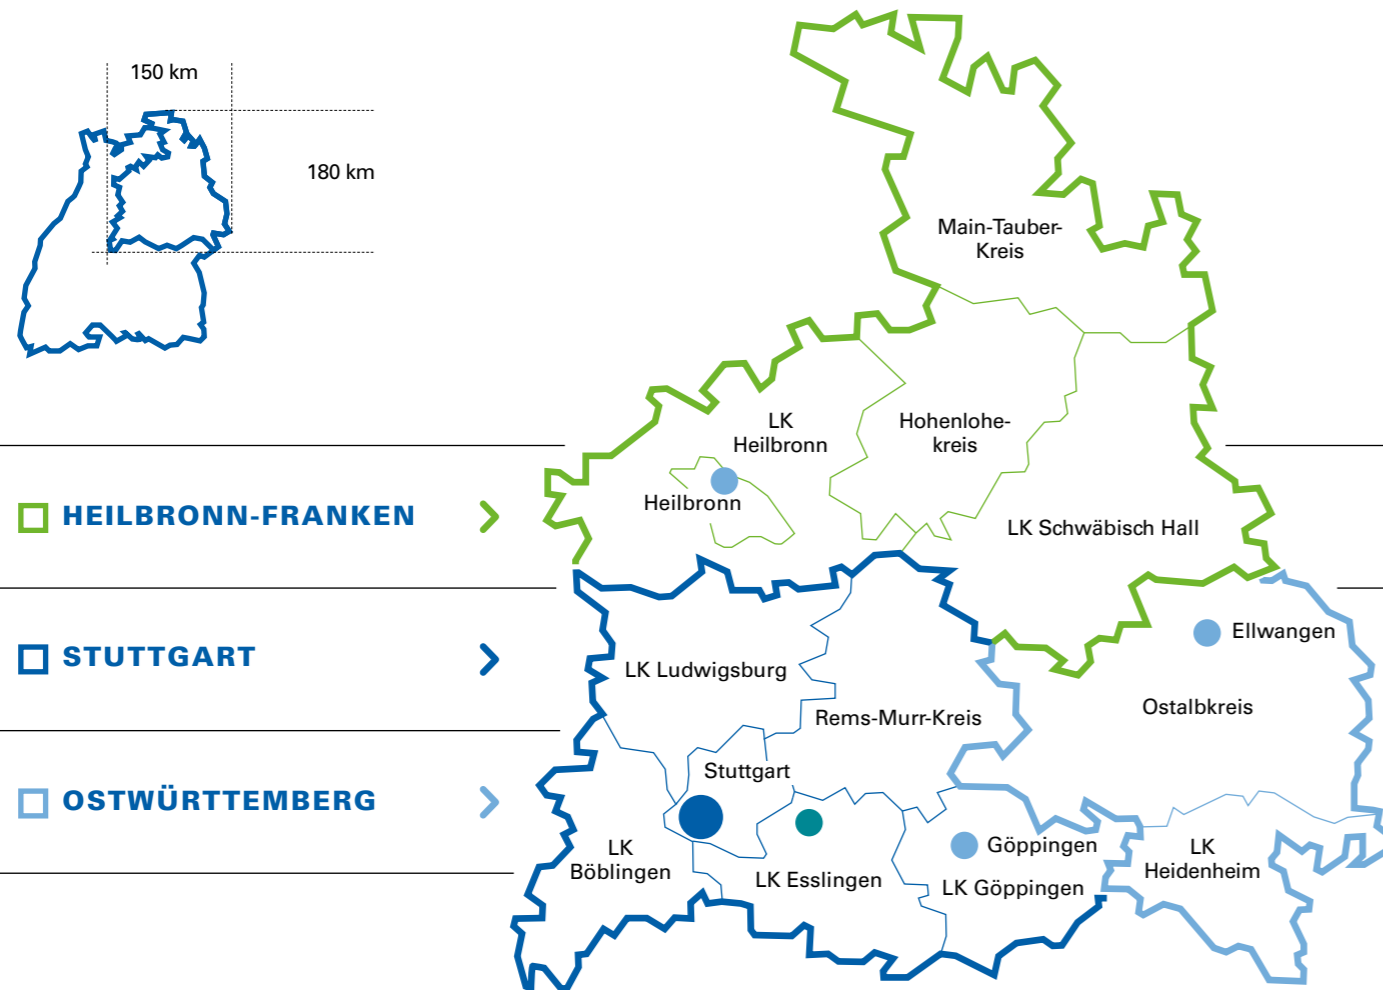 150 km
180 km
Main-Tauber-
Kreis
LK
Heilbronn
Hohenlohe-
kreis
Heilbronn
HEILBRONN-FRANKEN
LK Schwäbisch Hall
STUTTGART
Ellwangen
LK Ludwigsburg
Ostalbkreis
Rems-Murr-Kreis
Stuttgart
OSTWÜRTTEMBERG
LK
Böblingen
Göppingen
LK
Heidenheim
LK Esslingen
LK Göppingen